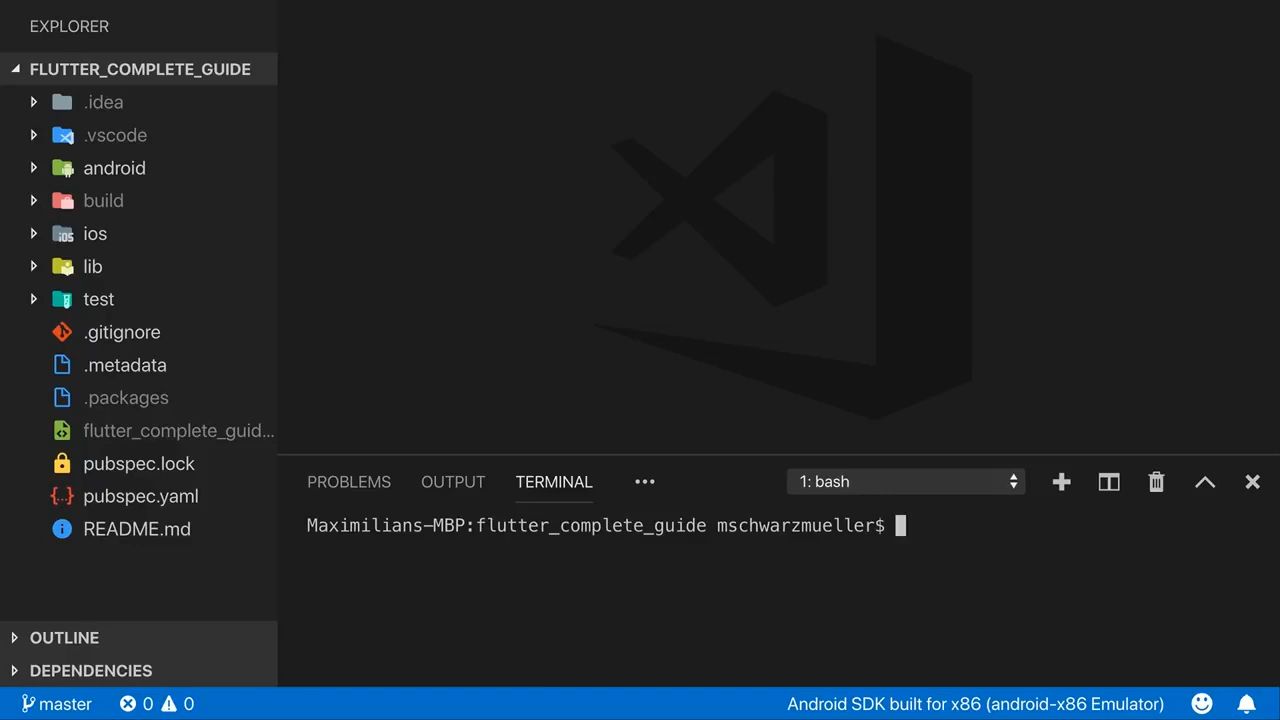 EXPLORER
FLUTTER_COMPLETE_GUIDE
.idea
.vscode
android
build
ios
lib
test
.gitignore
.metadata
.packages
flutter_complete_guid...
pubspec.lock
pubspec.yaml
README.md
OUTLINE
DEPENDENCIES
PROBLEMS OUTPUT TERMINAL ••• 1: bash
Maximilians-MBP:flutter_complete_guide mschwarzmueller$
master 0 0 Android SDK built for x86 (android-x86 Emulator)